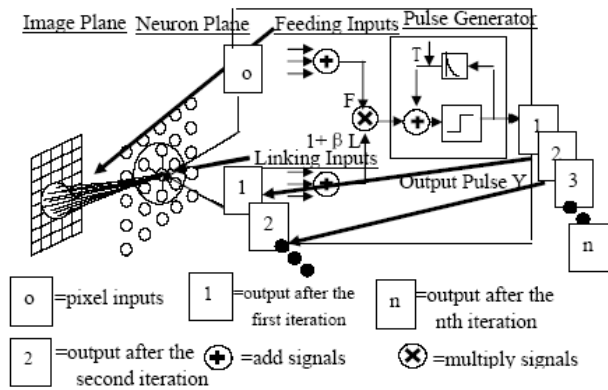 Image Plane Neuron Plane Feeding Inputs Pulse Generator
o
T
F
1+ β L
Linking Inputs
Output Pulse Y
1
2
3
n
1
2
o =pixel inputs
1 =output after the first iteration
n =output after the nth iteration
2 =output after the second iteration
+ =add signals
× =multiply signals